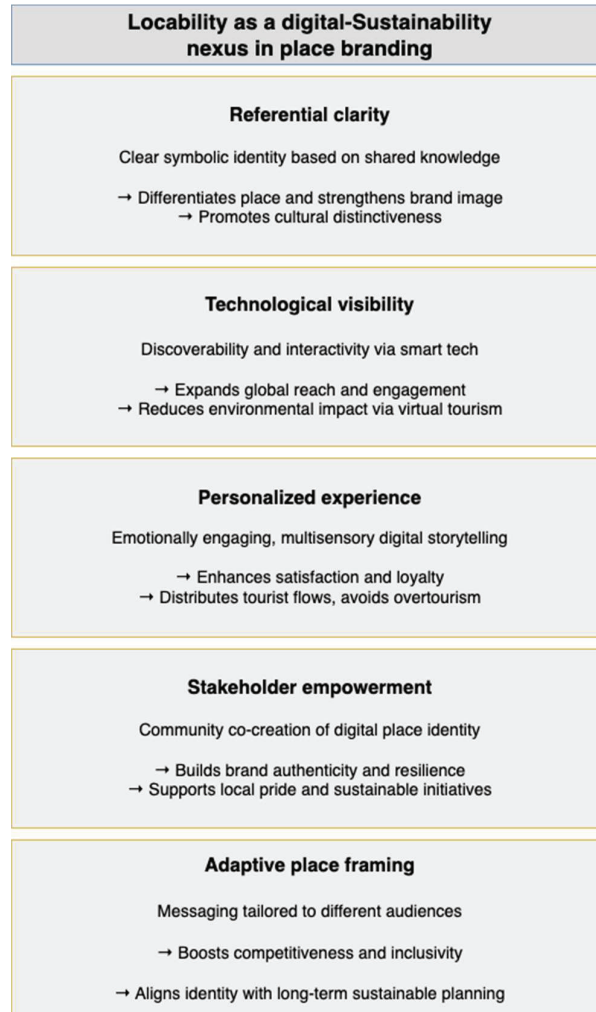 Locability as a digital-Sustainability
nexus in place branding
Referential clarity
Clear symbolic identity based on shared knowledge
→ Differentiates place and strengthens brand image
→ Promotes cultural distinctiveness
Technological visibility
Discoverability and interactivity via smart tech
→ Expands global reach and engagement
→ Reduces environmental impact via virtual tourism
Personalized experience
Emotionally engaging, multisensory digital storytelling
→ Enhances satisfaction and loyalty
→ Distributes tourist flows, avoids overtourism
Stakeholder empowerment
Community co-creation of digital place identity
→ Builds brand authenticity and resilience
→ Supports local pride and sustainable initiatives
Adaptive place framing
Messaging tailored to different audiences
→ Boosts competitiveness and inclusivity
→ Aligns identity with long-term sustainable planning